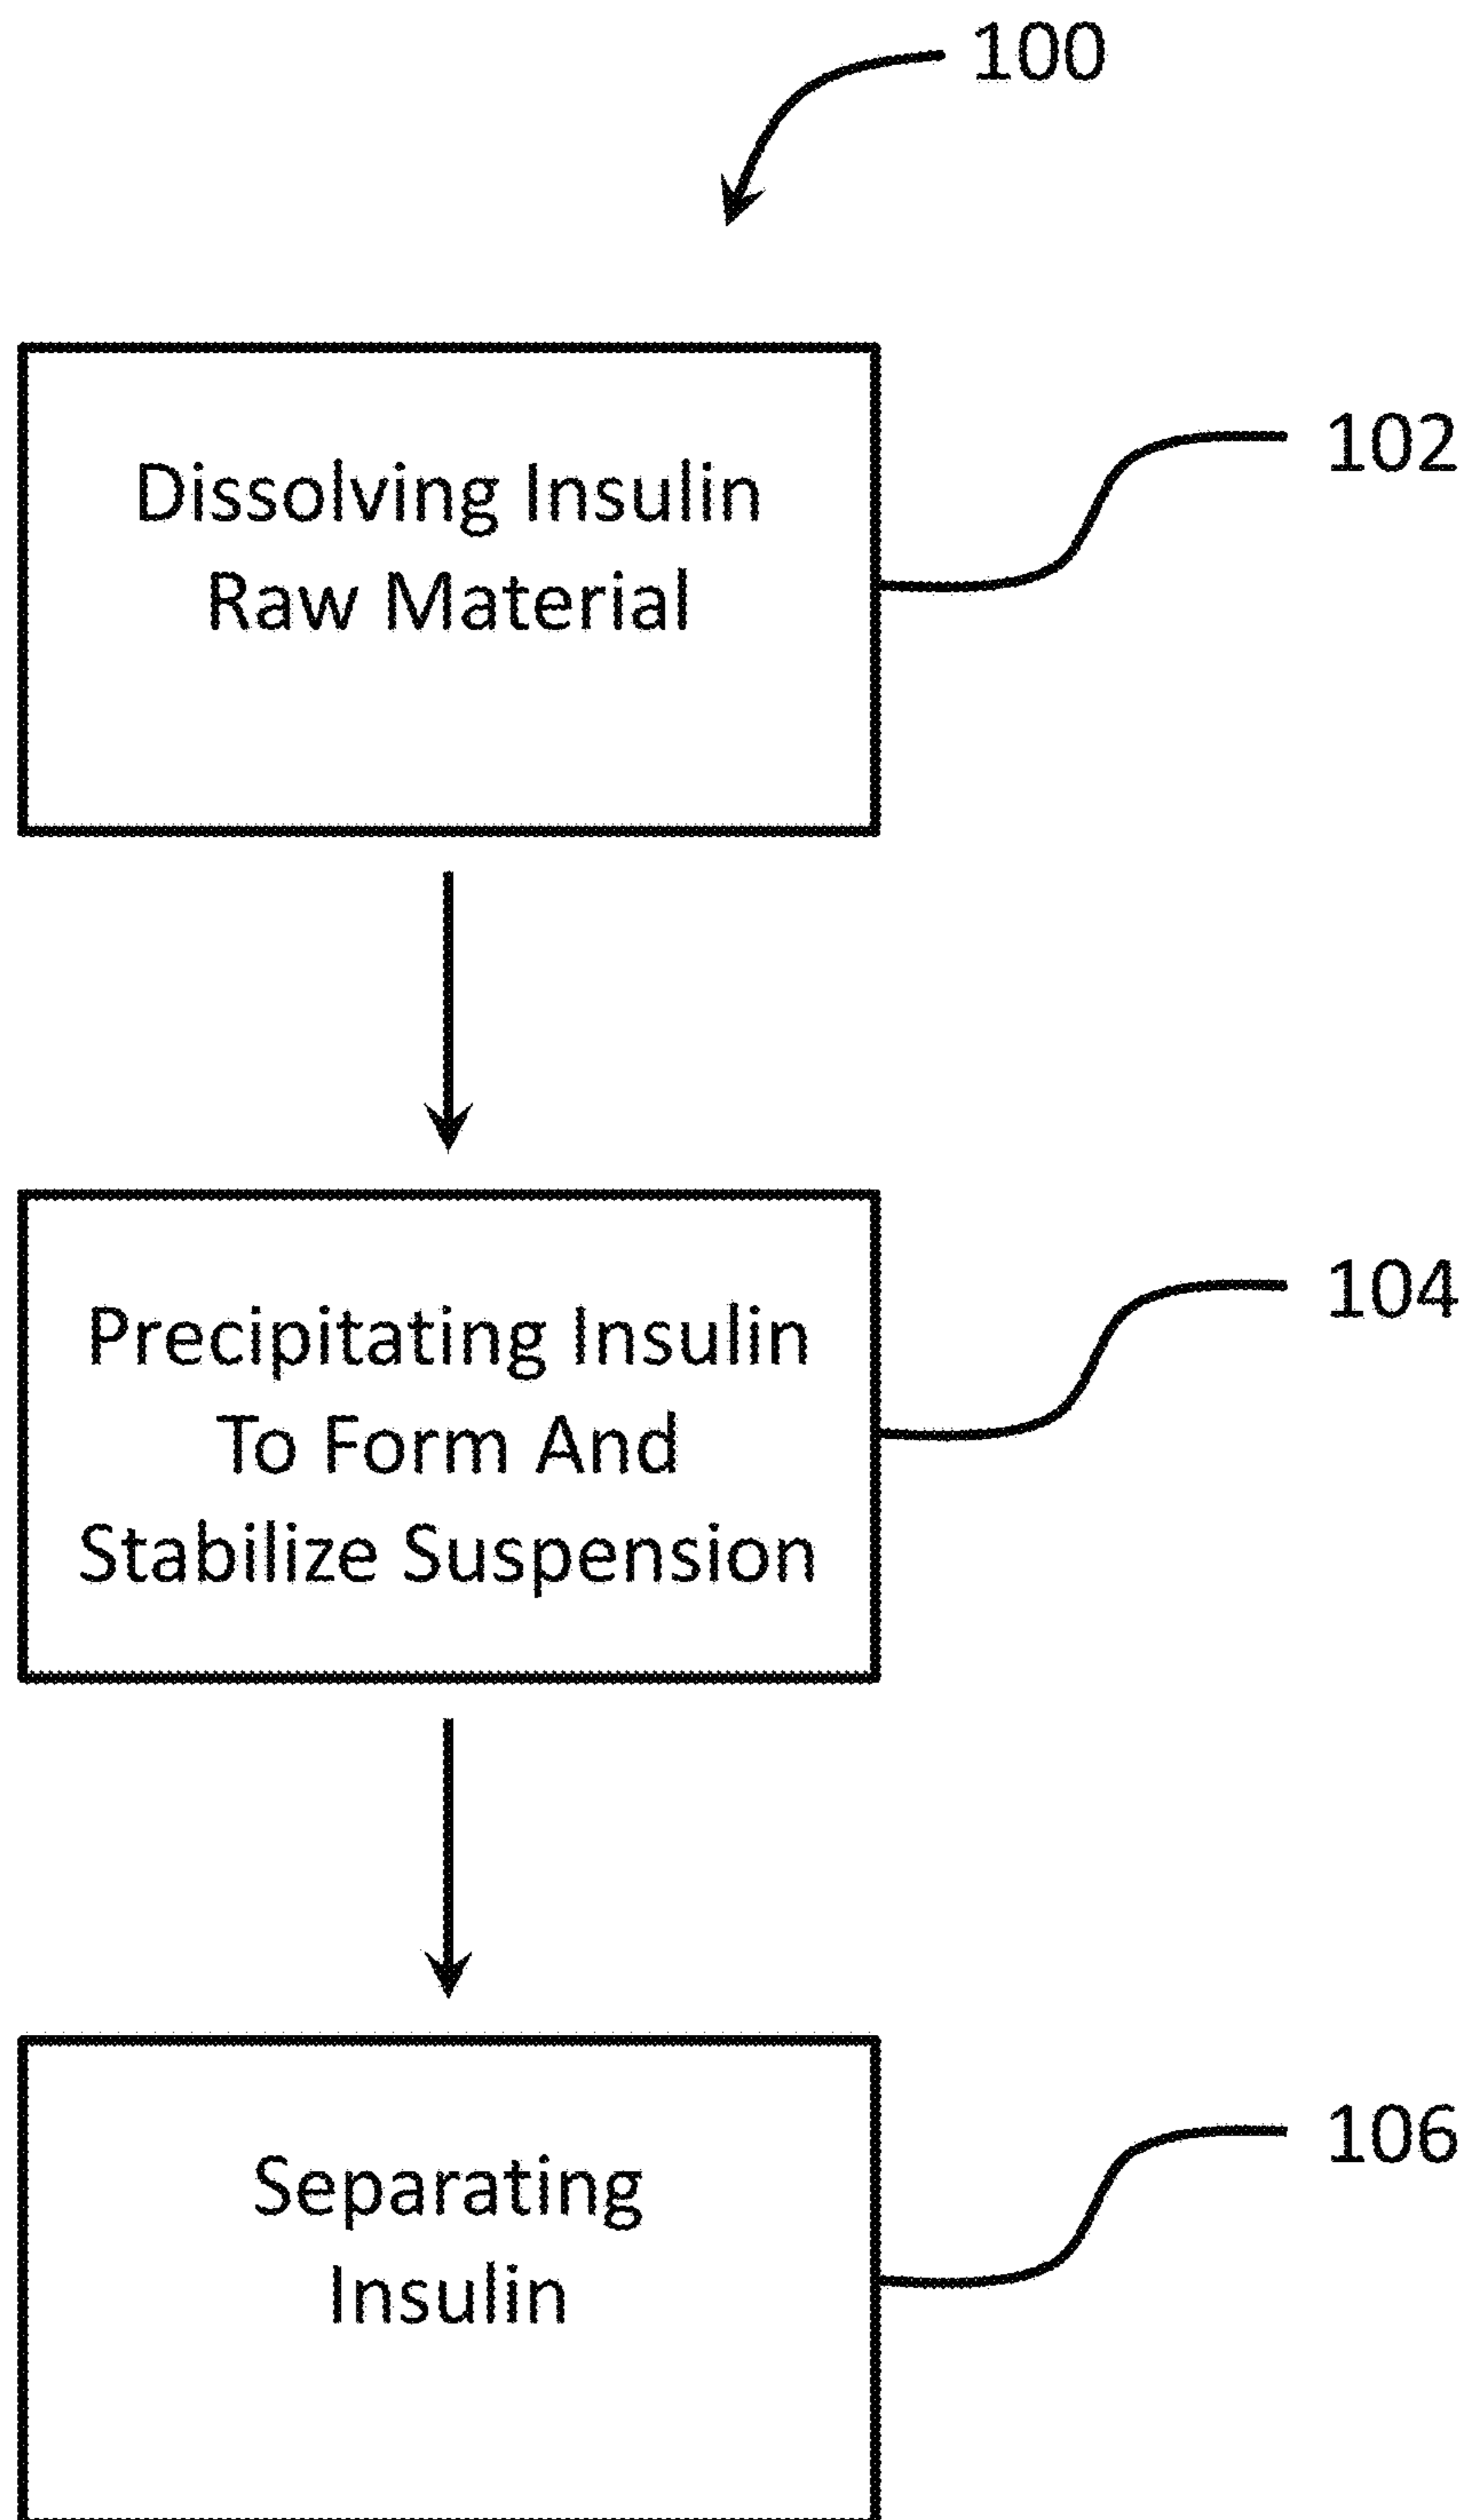 100
Dissolving Insulin
Raw Material
102
Precipitating Insulin
To Form And
Stabilize Suspension
104
Separating
Insulin
106